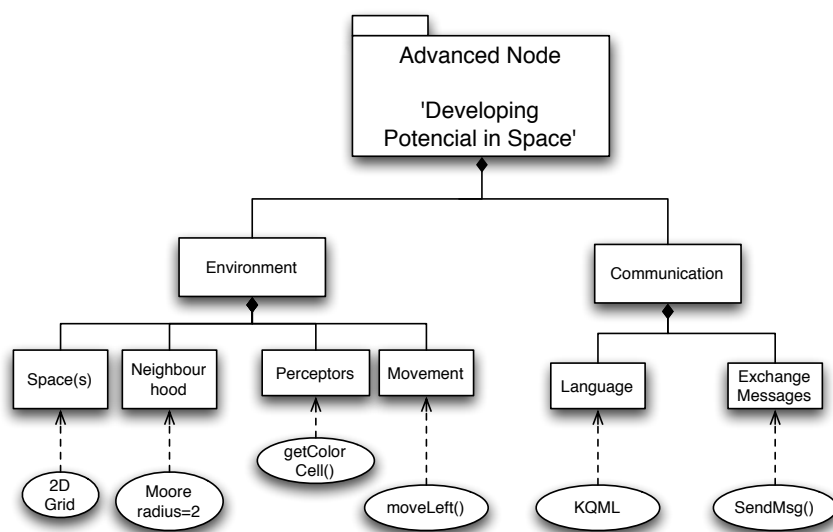 Advanced Node
'Developing
Potencial in Space'
Environment
Communication
Space(s)
Neighbour
hood
Perceptors
Movement
Language
Exchange
Messages
2D
Grid
Moore
radius=2
getColor
Cell()
moveLeft()
KQML
SendMsg()